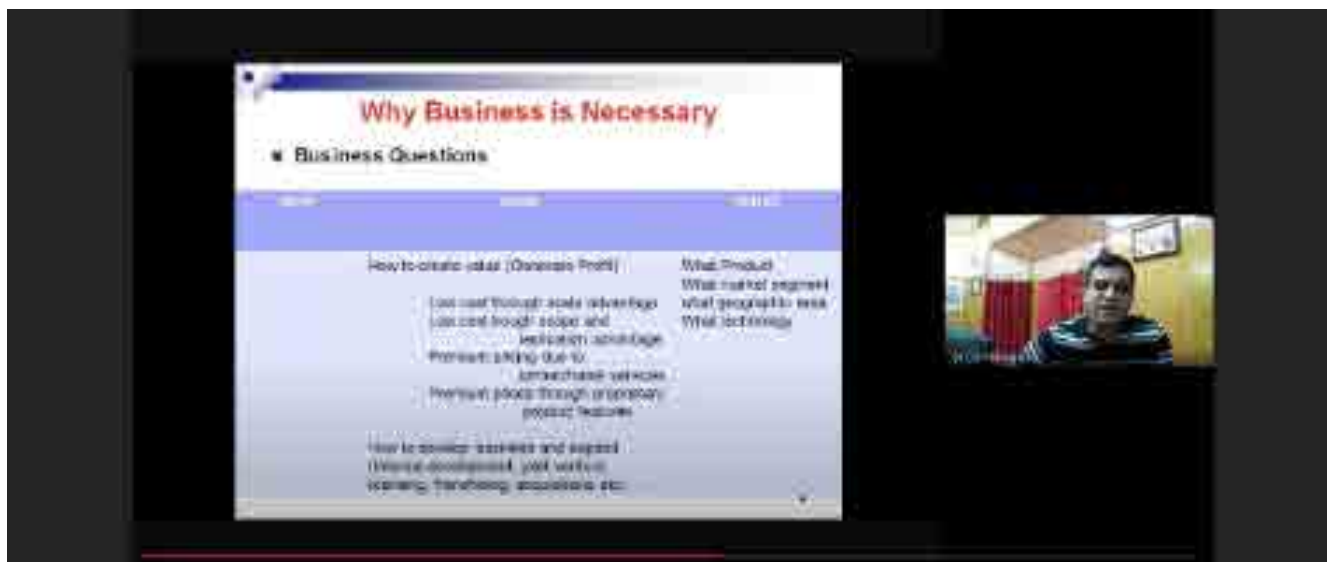 Why Business is Necessary
Business Questions
How to create value (Generate Profit)
Low cost through scale advantage
Low cost trough scope and
replication advantage
Premium pricing due to
services
Premium prices through proprietary
product features
How to develop business and expand
(Internal development, joint venture,
licensing, franchising, acquisitions etc.
What Product
What market segment
what geographic area
What technology